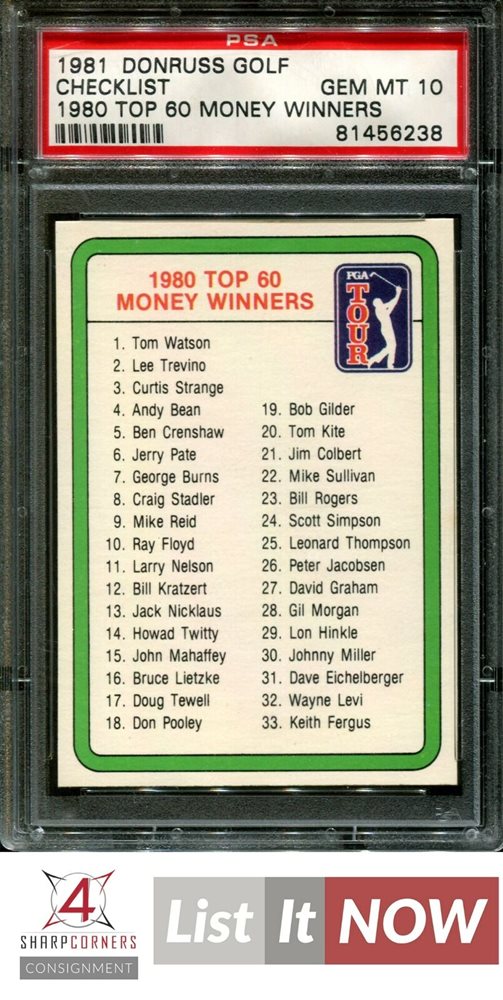 PSA
1981 DONRUSS GOLF
CHECKLIST GEM MT 10
1980 TOP 60 MONEY WINNERS
81456238
1980 TOP 60
MONEY WINNERS
PGA
TOUR
1. Tom Watson
2. Lee Trevino
3. Curtis Strange
4. Andy Bean
5. Ben Crenshaw
6. Jerry Pate
7. George Burns
8. Craig Stadler
9. Mike Reid
10. Ray Floyd
11. Larry Nelson
12. Bill Kratzert
13. Jack Nicklaus
14. Howad Twitty
15. John Mahaffey
16. Bruce Lietzke
17. Doug Tewell
18. Don Pooley
19. Bob Gilder
20. Tom Kite
21. Jim Colbert
22. Mike Sullivan
23. Bill Rogers
24. Scott Simpson
25. Leonard Thompson
26. Peter Jacobsen
27. David Graham
28. Gil Morgan
29. Lon Hinkle
30. Johnny Miller
31. Dave Eichelberger
32. Wayne Levi
33. Keith Fergus
4
SHARPCORNERS
CONSIGNMENT
List It NOW